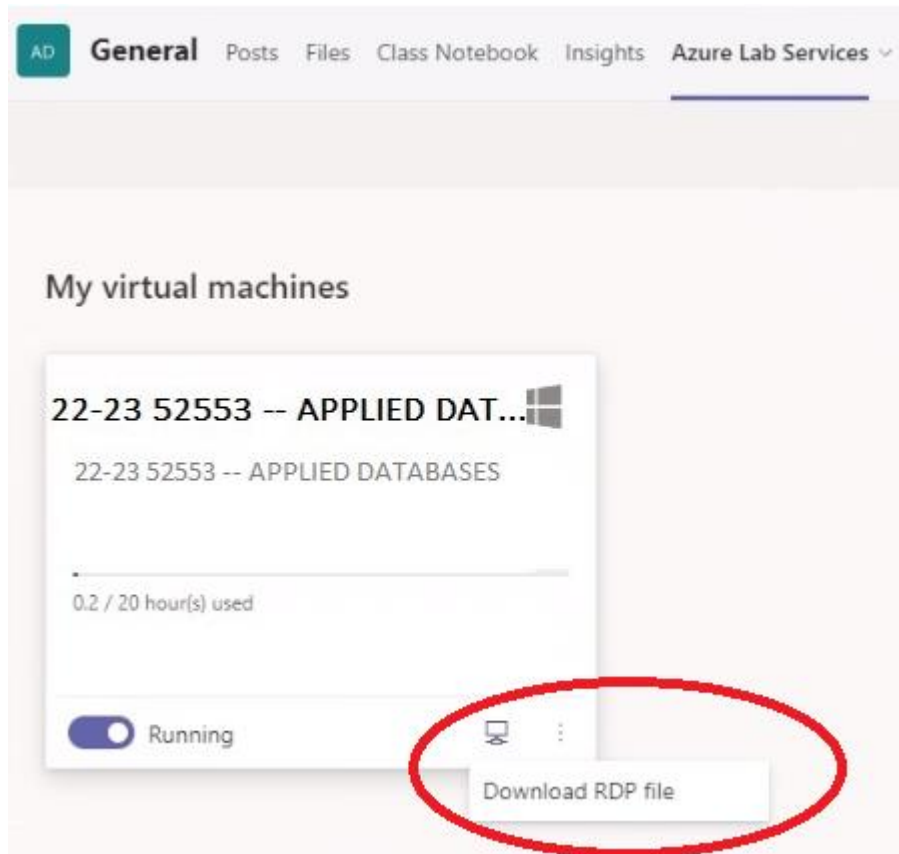 AD General Posts Files Class Notebook Insights Azure Lab Services
My virtual machines
22-23 52553 -- APPLIED DAT...
22-23 52553 -- APPLIED DATABASES
0.2 / 20 hour(s) used
Running
Download RDP file